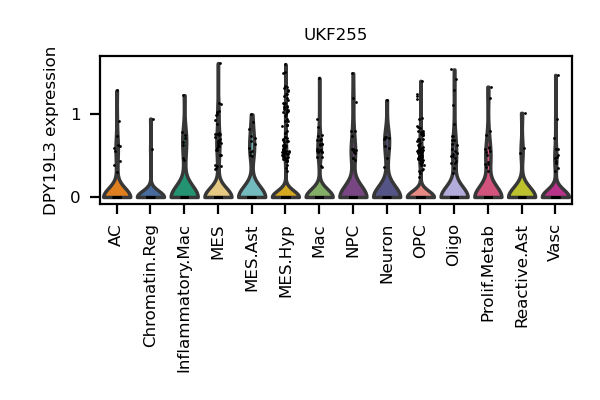 UKF255
DPY19L3 expression
1
0
AC
Chromatin.Reg
Inflammatory.Mac
MES
MES.Ast
MES.Hyp
Mac
NPC
Neuron
OPC
Oligo
Prolif.Metab
Reactive.Ast
Vasc